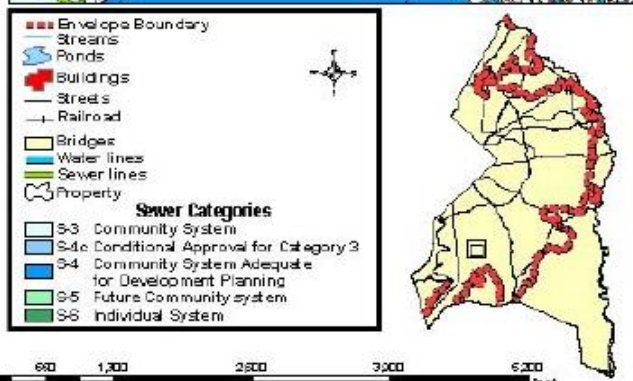 Envelope Boundary
Streams
Ponds
Buildings
Streets
Railroad
Bridges
Water lines
Sewer lines
Property
Sewer Categories
S-3 Community System
S-4c Conditional Approval for Category 3
S-4 Community System Adequate
for Development Planning
S-5 Future Community system
S-6 Individual System
650 1,300 2,600 3,900 5,200